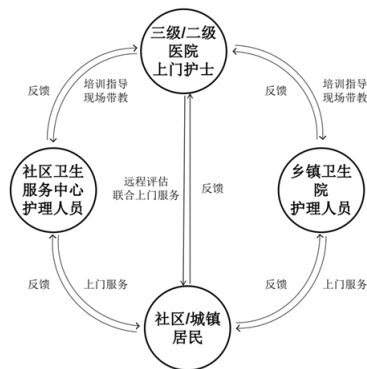 三级/二级
医院
上门护士
反馈
培训指导
现场带教
反馈
培训指导
现场带教
社区卫生
服务中心
护理人员
远程评估
联合上门服务
反馈
乡镇卫生
院
护理人员
反馈
上门服务
反馈
上门服务
社区/城镇
居民